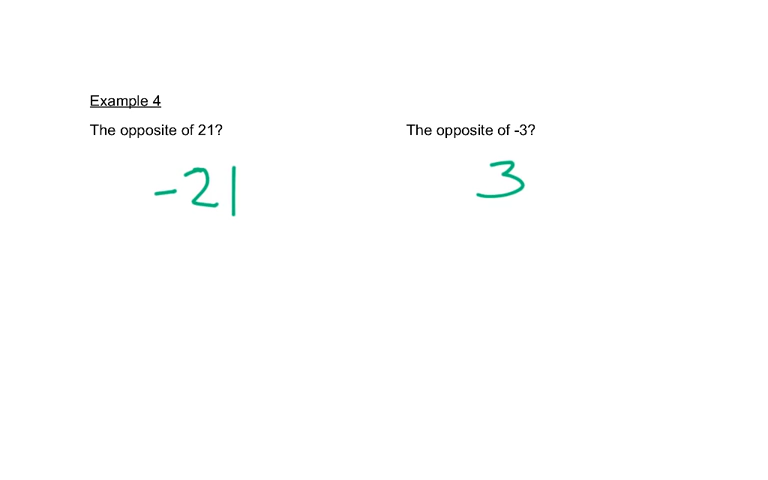 Example 4
The opposite of 21?
The opposite of -3?
-21
3